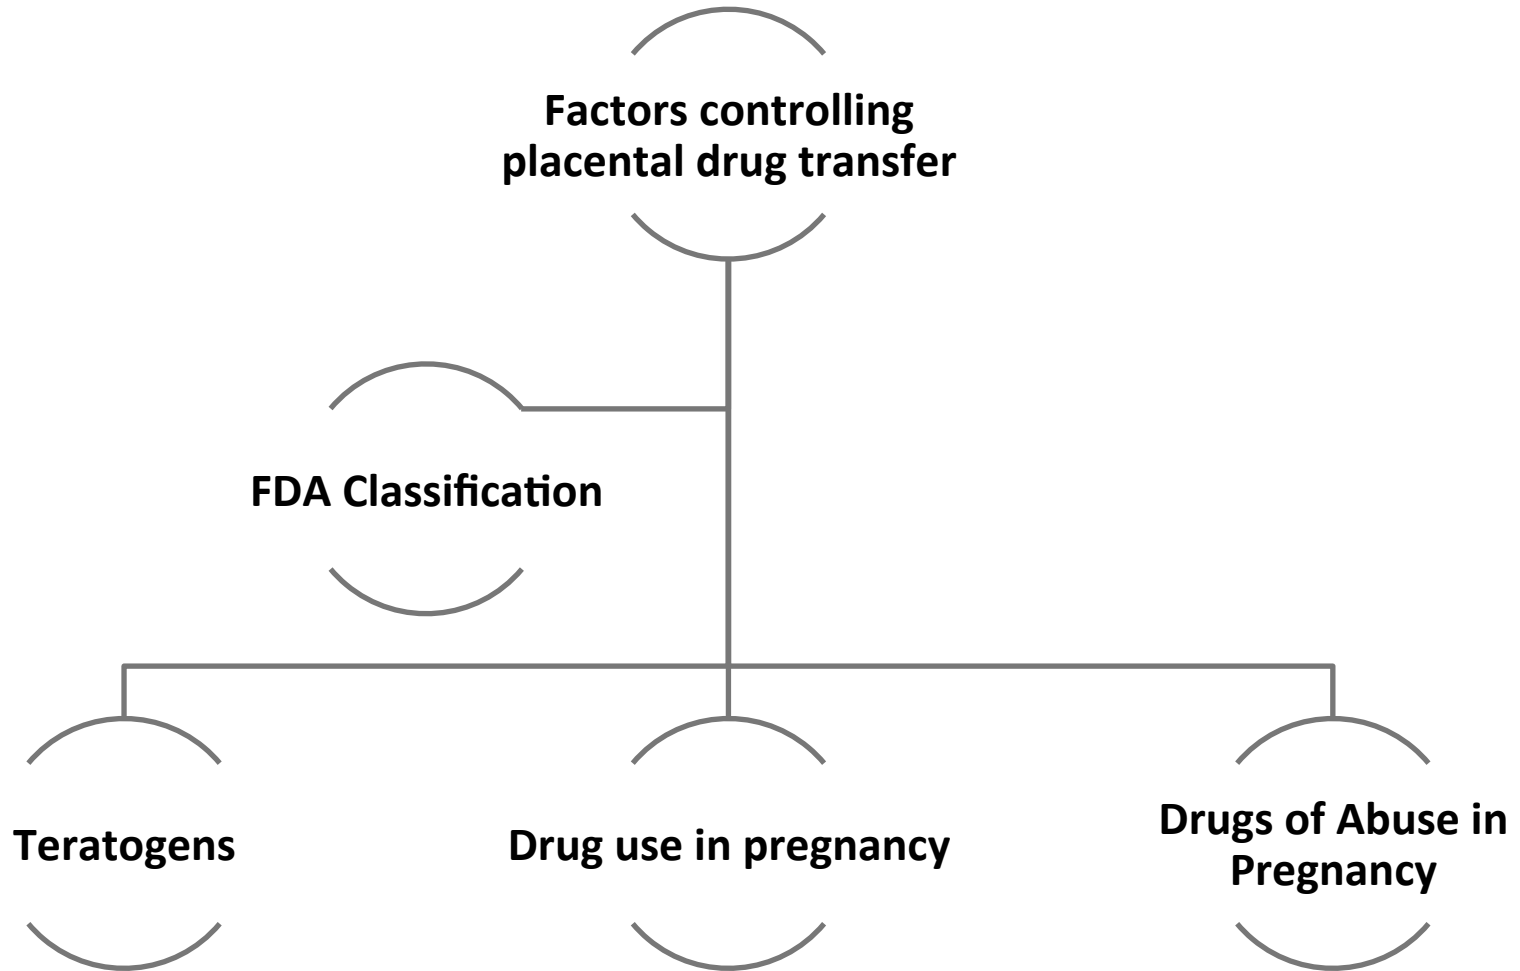 Factors controlling
placental drug transfer
FDA Classification
Teratogens
Drug use in pregnancy
Drugs of Abuse in
Pregnancy